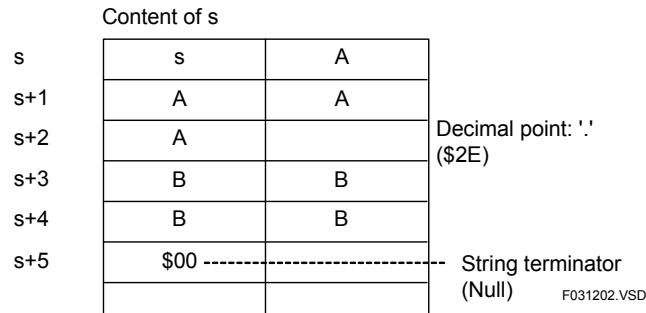 Content of s
s s A
s+1 A A
s+2 A
Decimal point: '.'
($2E)
s+3 B B
s+4 B B
s+5 $00
String terminator
(Null)
F031202.VSD